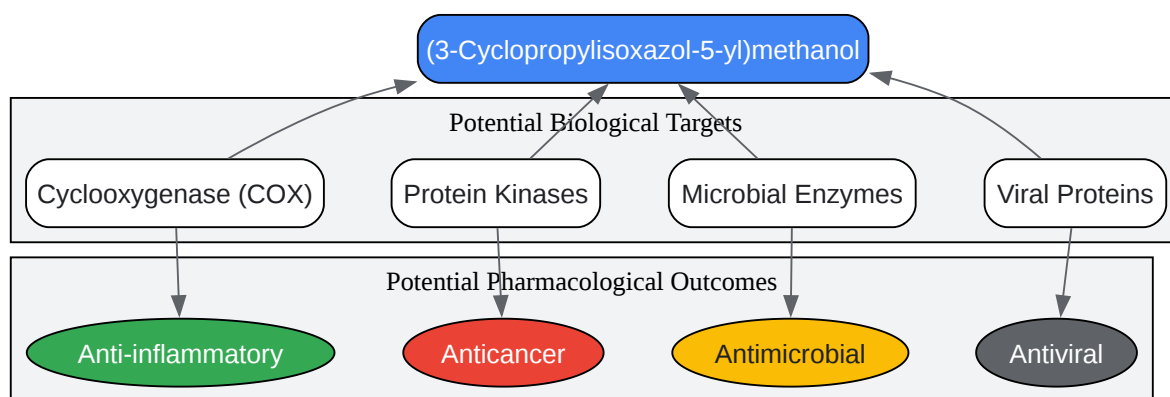 (3-Cyclopropylisoxazol-5-yl)methanol
Potential Biological Targets
Cyclooxygenase (COX)
Protein Kinases
Microbial Enzymes
Viral Proteins
Potential Pharmacological Outcomes
Anti-inflammatory
Anticancer
Antimicrobial
Antiviral